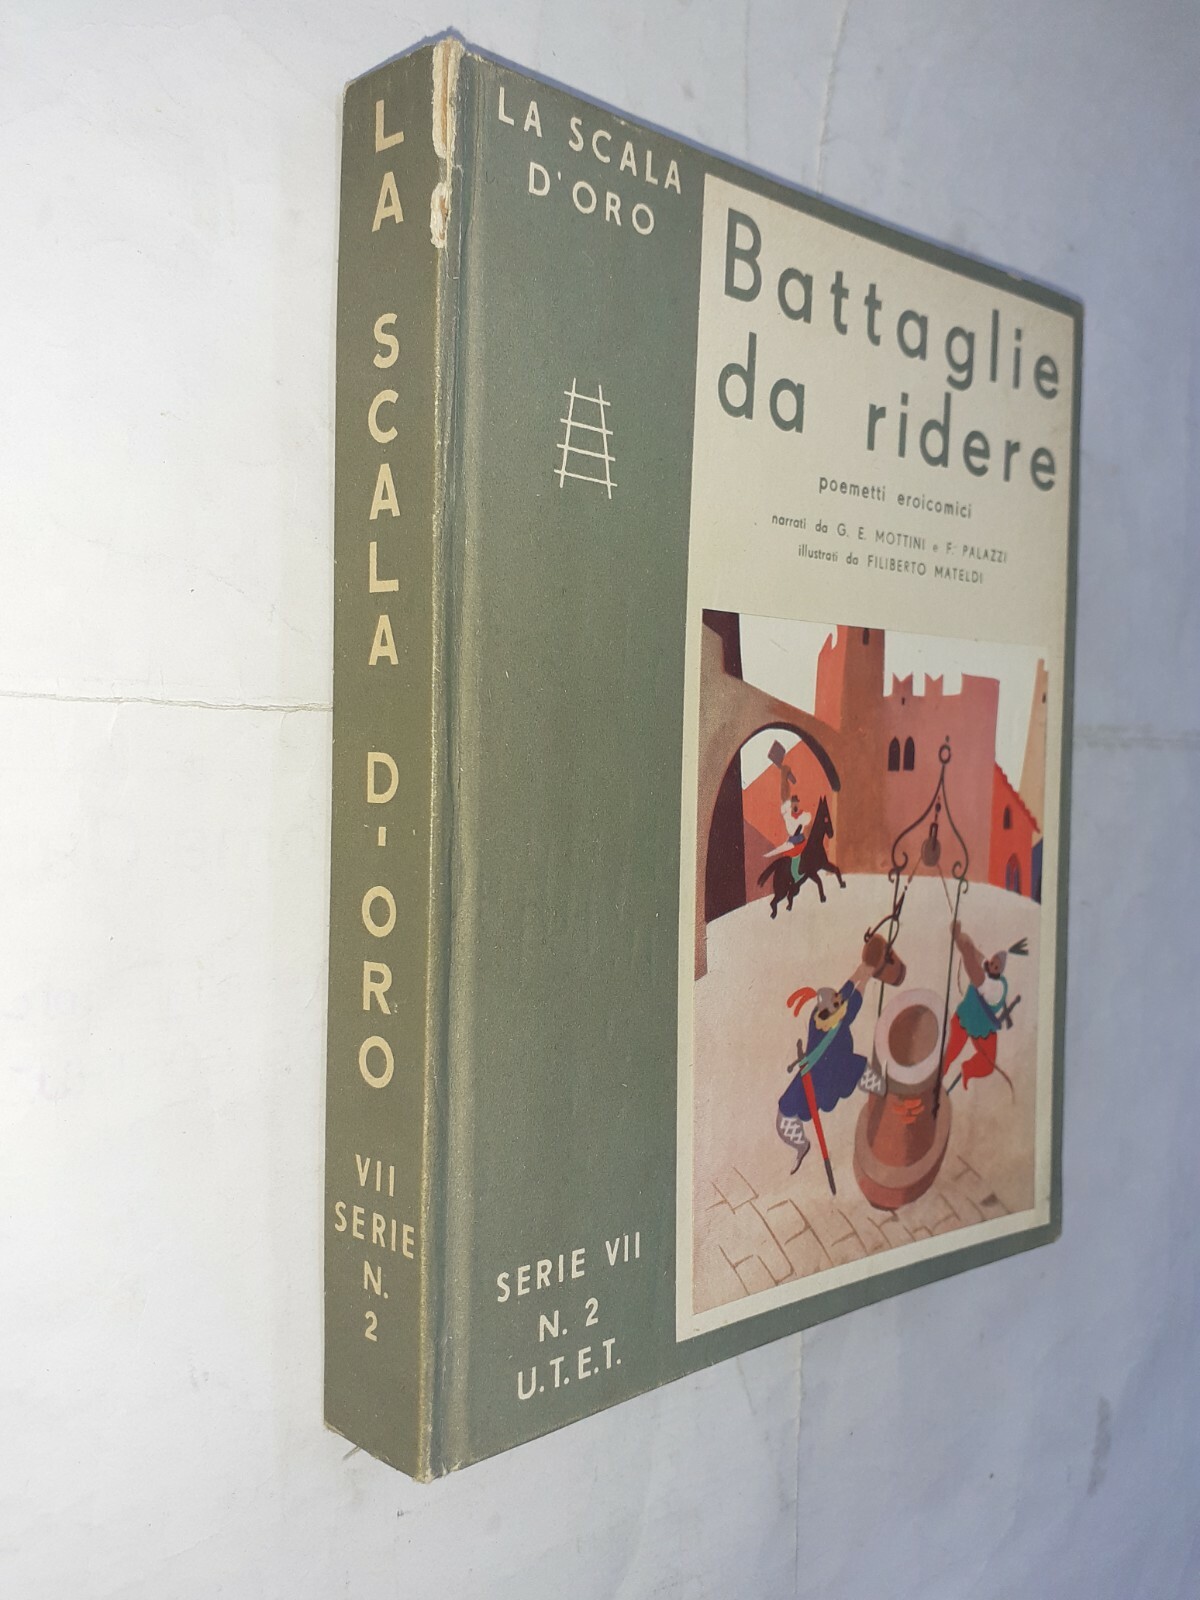 LA SCALA D'ORO
VII
SERIE
N.
2
LA SCALA
D'ORO
SERIE VII
N. 2
U.T.E.T.
Battaglie
da ridere
poemetti eroicomici
narrati da G. E. MOTTINI e F. PALAZZI
illustrati da FILIBERTO MATELDI